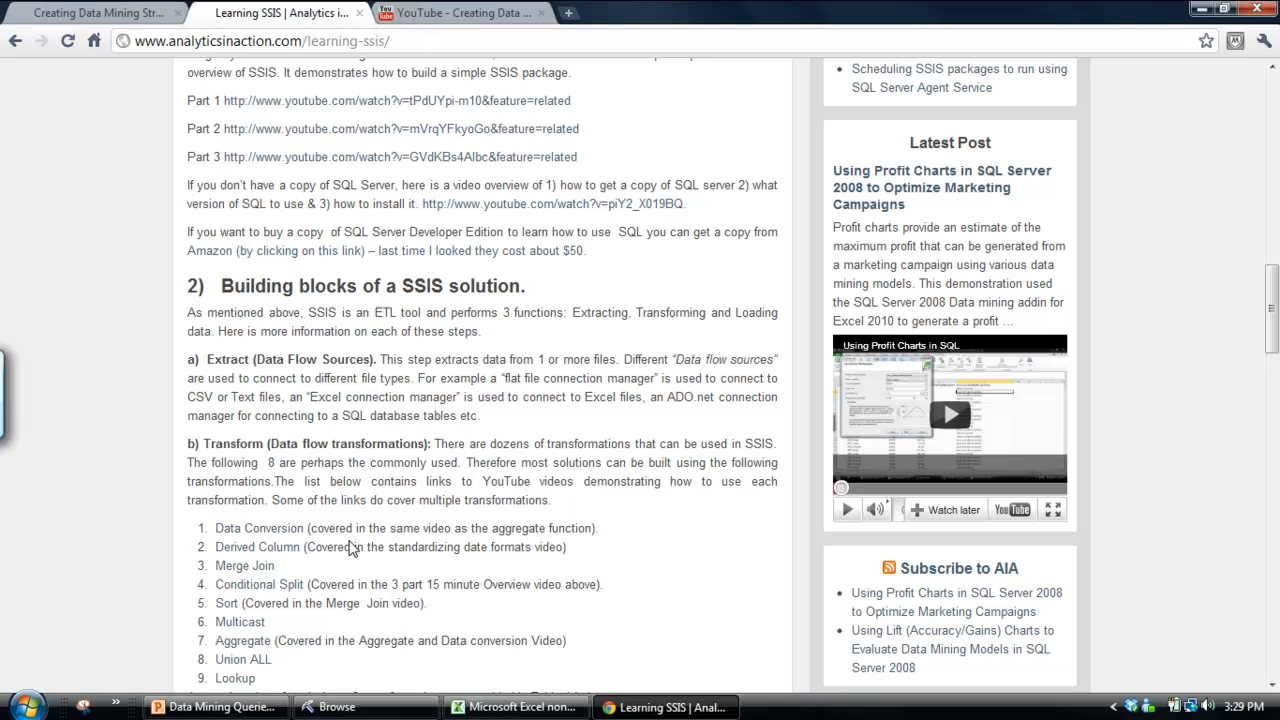 Creating Data Mining Str...
Learning SSIS | Analytics i...
YouTube - Creating Data ...
www.analyticsinaction.com/learning-ssis/
overview of SSIS. It demonstrates how to build a simple SSIS package.
Part 1 http://www.youtube.com/watch?v=tPdUYpi-m10&feature=related
Part 2 http://www.youtube.com/watch?v=mVrqYFkyoGo&feature=related
Part 3 http://www.youtube.com/watch?v=GVdKBs4AIbc&feature=related
If you don't have a copy of SQL Server, here is a video overview of 1) how to get a copy of SQL server 2) what
version of SQL to use & 3) how to install it. http://www.youtube.com/watch?v=piY2_X019BQ.
If you want to buy a copy of SQL Server Developer Edition to learn how to use SQL you can get a copy from
Amazon (by clicking on this link) – last time I looked they cost about $50.
2) Building blocks of a SSIS solution.
As mentioned above, SSIS is an ETL tool and performs 3 functions: Extracting, Transforming and Loading
data. Here is more information on each of these steps.
a) Extract (Data Flow Sources). This step extracts data from 1 or more files. Different "Data flow sources"
are used to connect to different file types. For example a "flat file connection manager" is used to connect to
CSV or Text files, an "Excel connection manager" is used to connect to Excel files, an ADO.net connection
manager for connecting to a SQL database tables etc.
b) Transform (Data flow transformations): There are dozens of transformations that can be used in SSIS.
The following 9 are perhaps the commonly used. Therefore most solutions can be built using the following
transformations.The list below contains links to YouTube videos demonstrating how to use each
transformation. Some of the links do cover multiple transformations.
1. Data Conversion (covered in the same video as the aggregate function).
2. Derived Column (Covered in the standardizing date formats video)
3. Merge Join
4. Conditional Split (Covered in the 3 part 15 minute Overview video above).
5. Sort (Covered in the Merge Join video).
6. Multicast
7. Aggregate (Covered in the Aggregate and Data conversion Video)
8. Union ALL
9. Lookup
Scheduling SSIS packages to run using
SQL Server Agent Service
Latest Post
Using Profit Charts in SQL Server
2008 to Optimize Marketing
Campaigns
Profit charts provide an estimate of the
maximum profit that can be generated from
a marketing campaign using various data
mining models. This demonstration used
the SQL Server 2008 Data mining addin for
Excel 2010 to generate a profit ...
Using Profit Charts in SQL
Watch later
YouTube
Subscribe to AIA
Using Profit Charts in SQL Server 2008
to Optimize Marketing Campaigns
Using Lift (Accuracy/Gains) Charts to
Evaluate Data Mining Models in SQL
Server 2008
Data Mining Querie...
Browse
Microsoft Excel non...
Learning SSIS | Anal...
3:29 PM